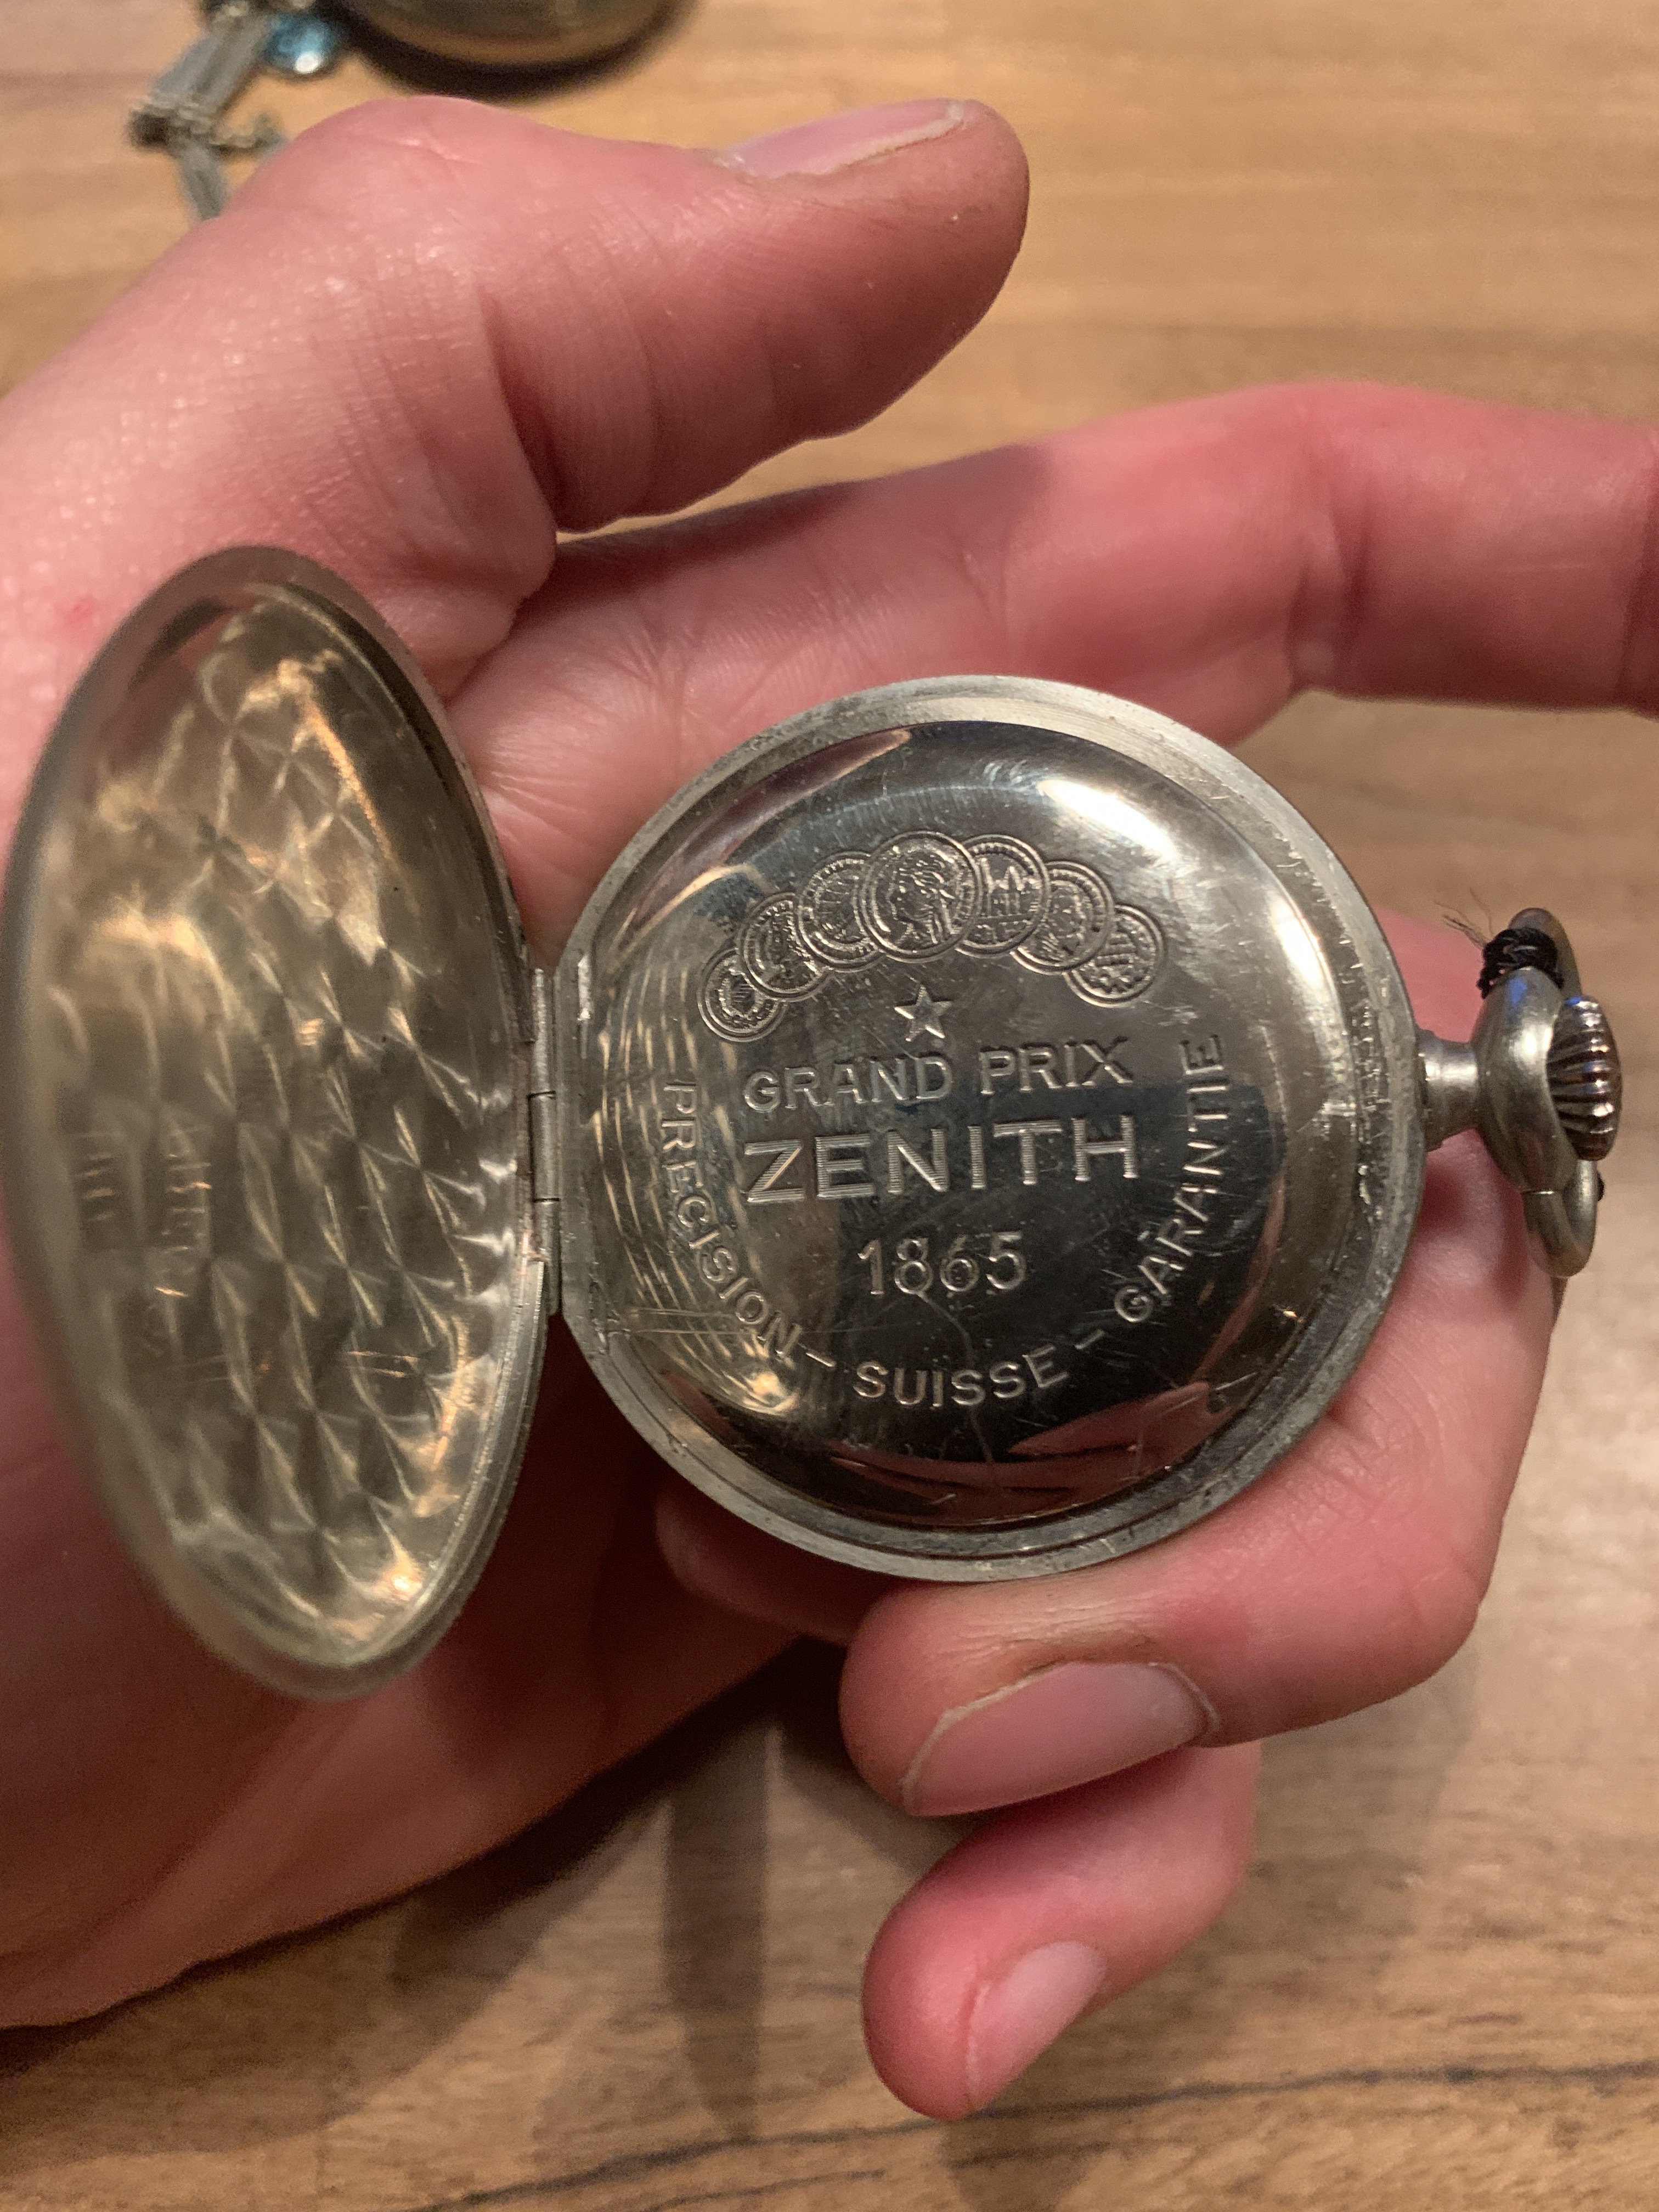 GRAND PRIX
ZENITH
1865
PRECISION – SUISSE – GARANTIE